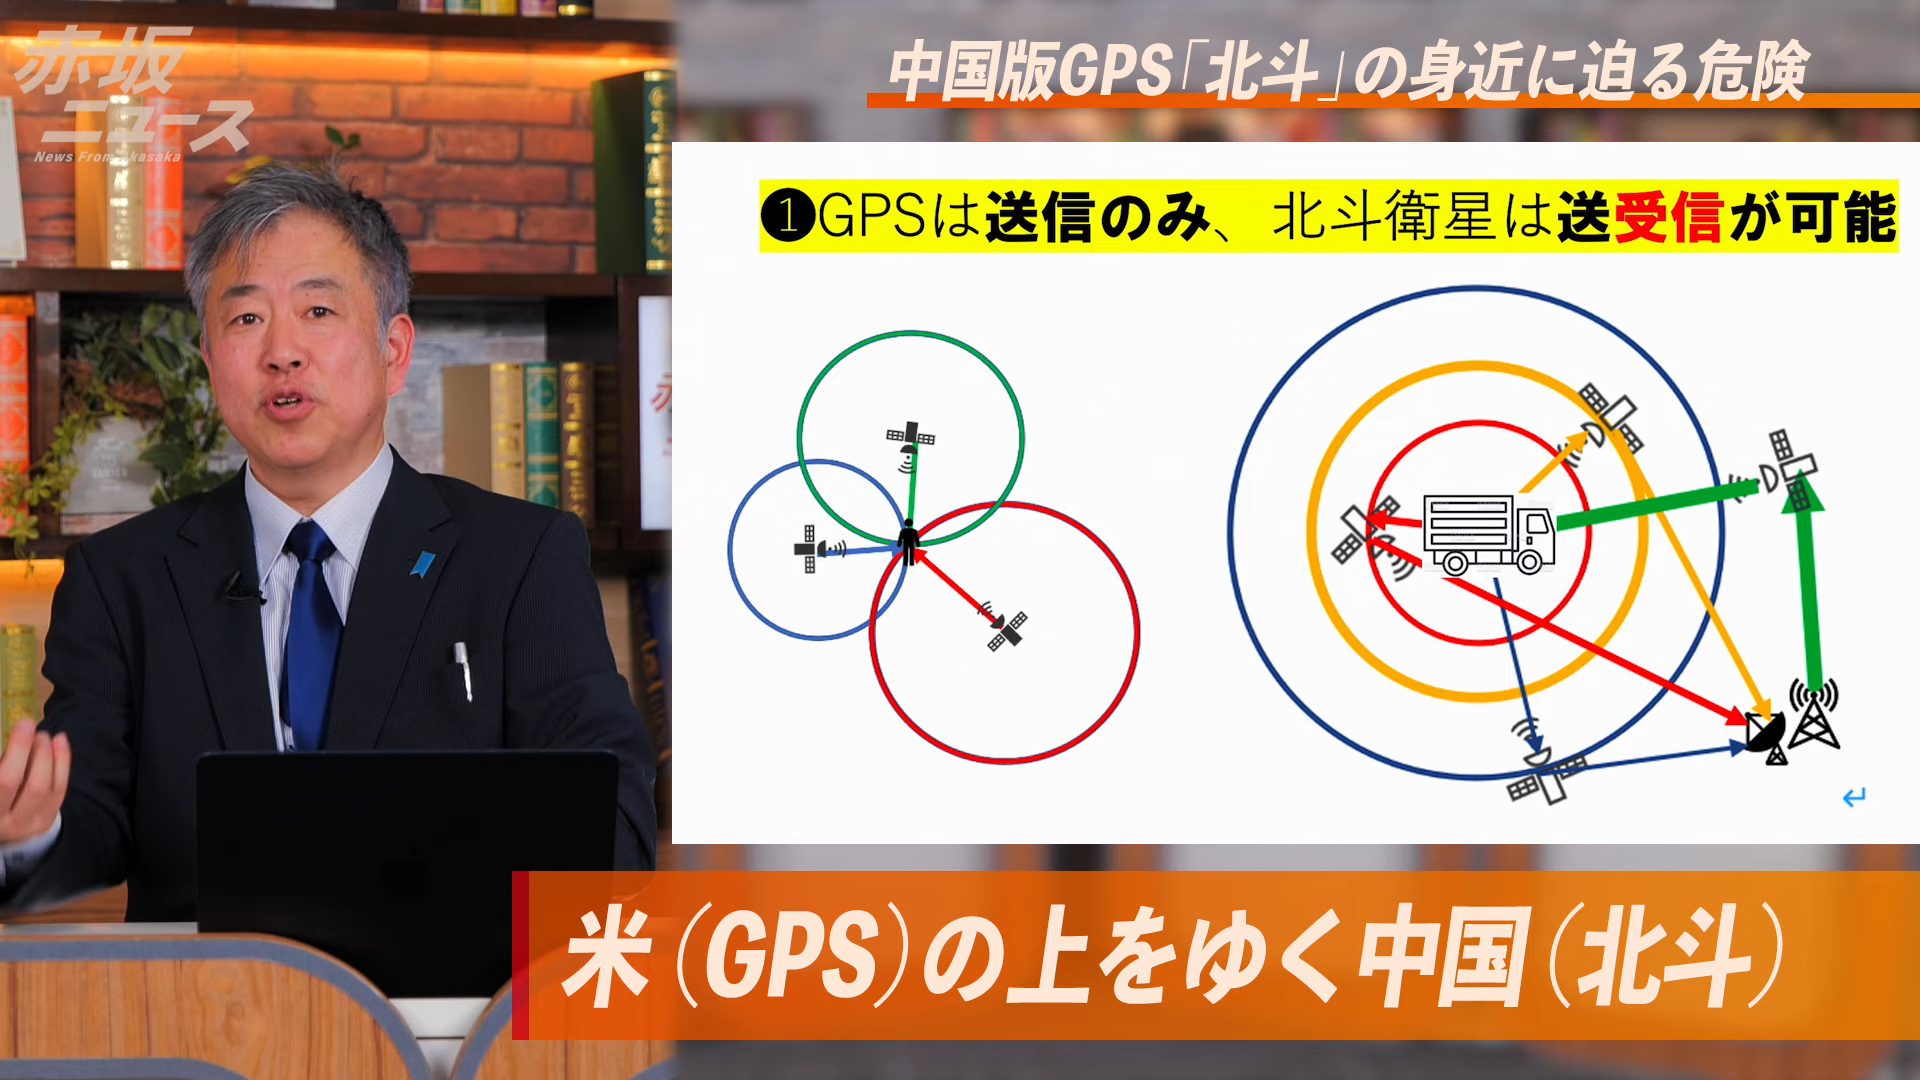 赤坂
ニュース
News From Akasaka
中国版GPS「北斗」の身近に迫る危険
❶GPSは送信のみ、北斗衛星は送受信が可能
米(GPS)の上をゆく中国(北斗)